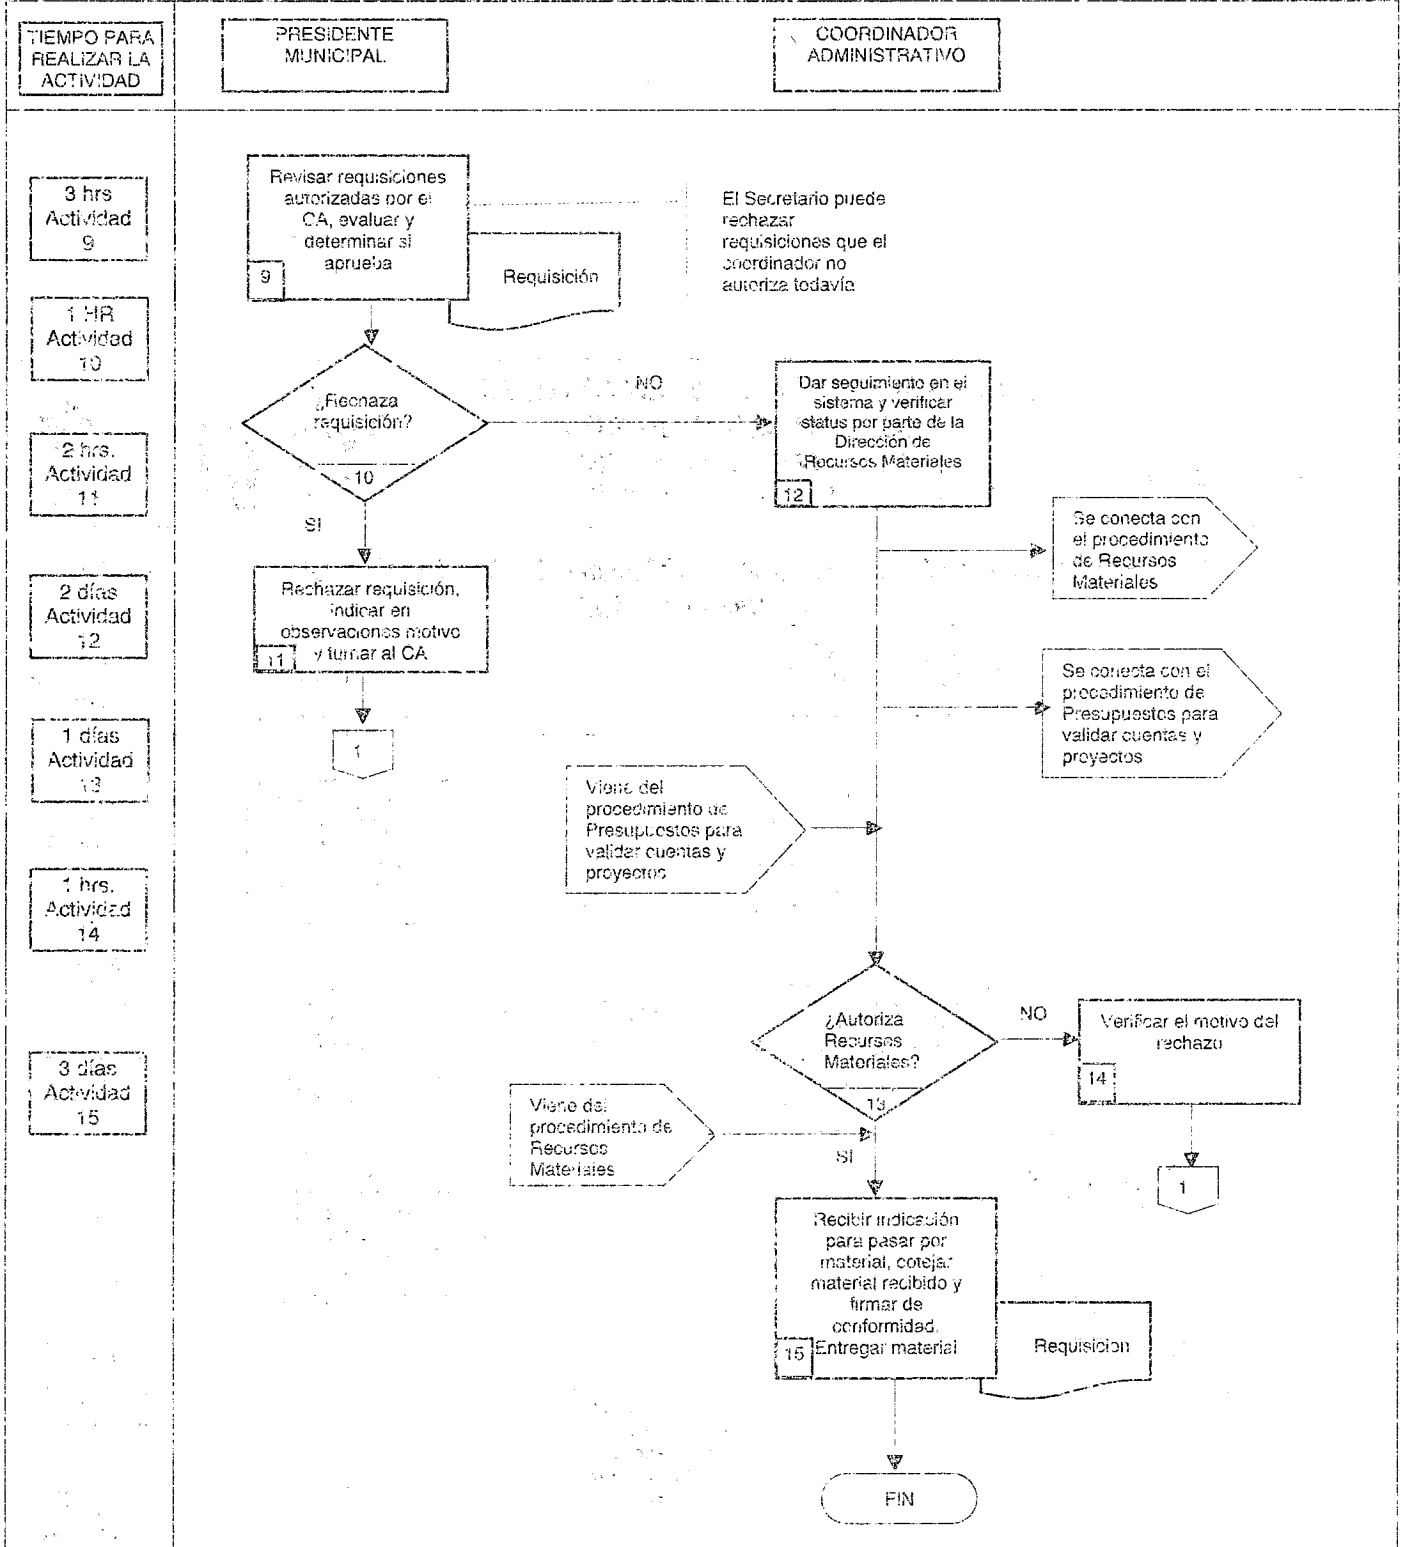 TIEMPO PARA
REALIZAR LA
ACTIVIDAD
PRESIDENTE
MUNICIPAL
COORDINADOR
ADMINISTRATIVO
3 hrs
Actividad
9
1 HR
Actividad
10
2 hrs.
Actividad
11
2 días
Actividad
12
1 días
Actividad
13
1 hrs.
Actividad
14
3 días
Actividad
15
Revisar requisiciones
autorizadas por el
CA, evaluar y
determinar si
aprueba
9
Requisición
El Secretario puede
rechazar
requisiciones que el
coordinador no
autoriza todavía
¿Rechaza
requisición?
10
NO
SI
Dar seguimiento en el
sistema y verificar
status por parte de la
Dirección de
Recursos Materiales
12
Se conecta con
el procedimiento
de Recursos
Materiales
Rechazar requisición,
indicar en
observaciones motivo
y turnar al CA
11
1
Se conecta con el
procedimiento de
Presupuestos para
validar cuentas y
proyectos
Viene del
procedimiento de
Presupuestos para
validar cuentas y
proyectos
¿Autoriza
Recursos
Materiales?
13
NO
Verificar el motivo del
rechazo
14
1
Viene del
procedimiento de
Recursos
Materiales
SI
Recibir indicación
para pasar por
material, cotejar
material recibido y
firmar de
conformidad.
Entregar material
15
Requisicion
FIN